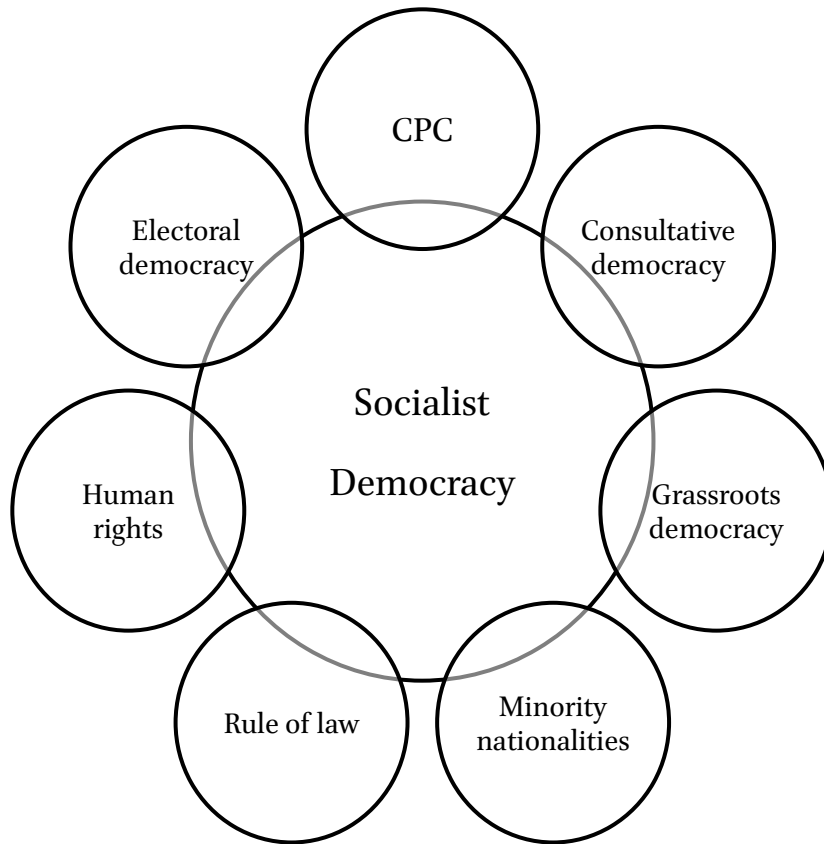 CPC
Electoral
democracy
Consultative
democracy
Socialist
Democracy
Human
rights
Grassroots
democracy
Rule of law
Minority
nationalities